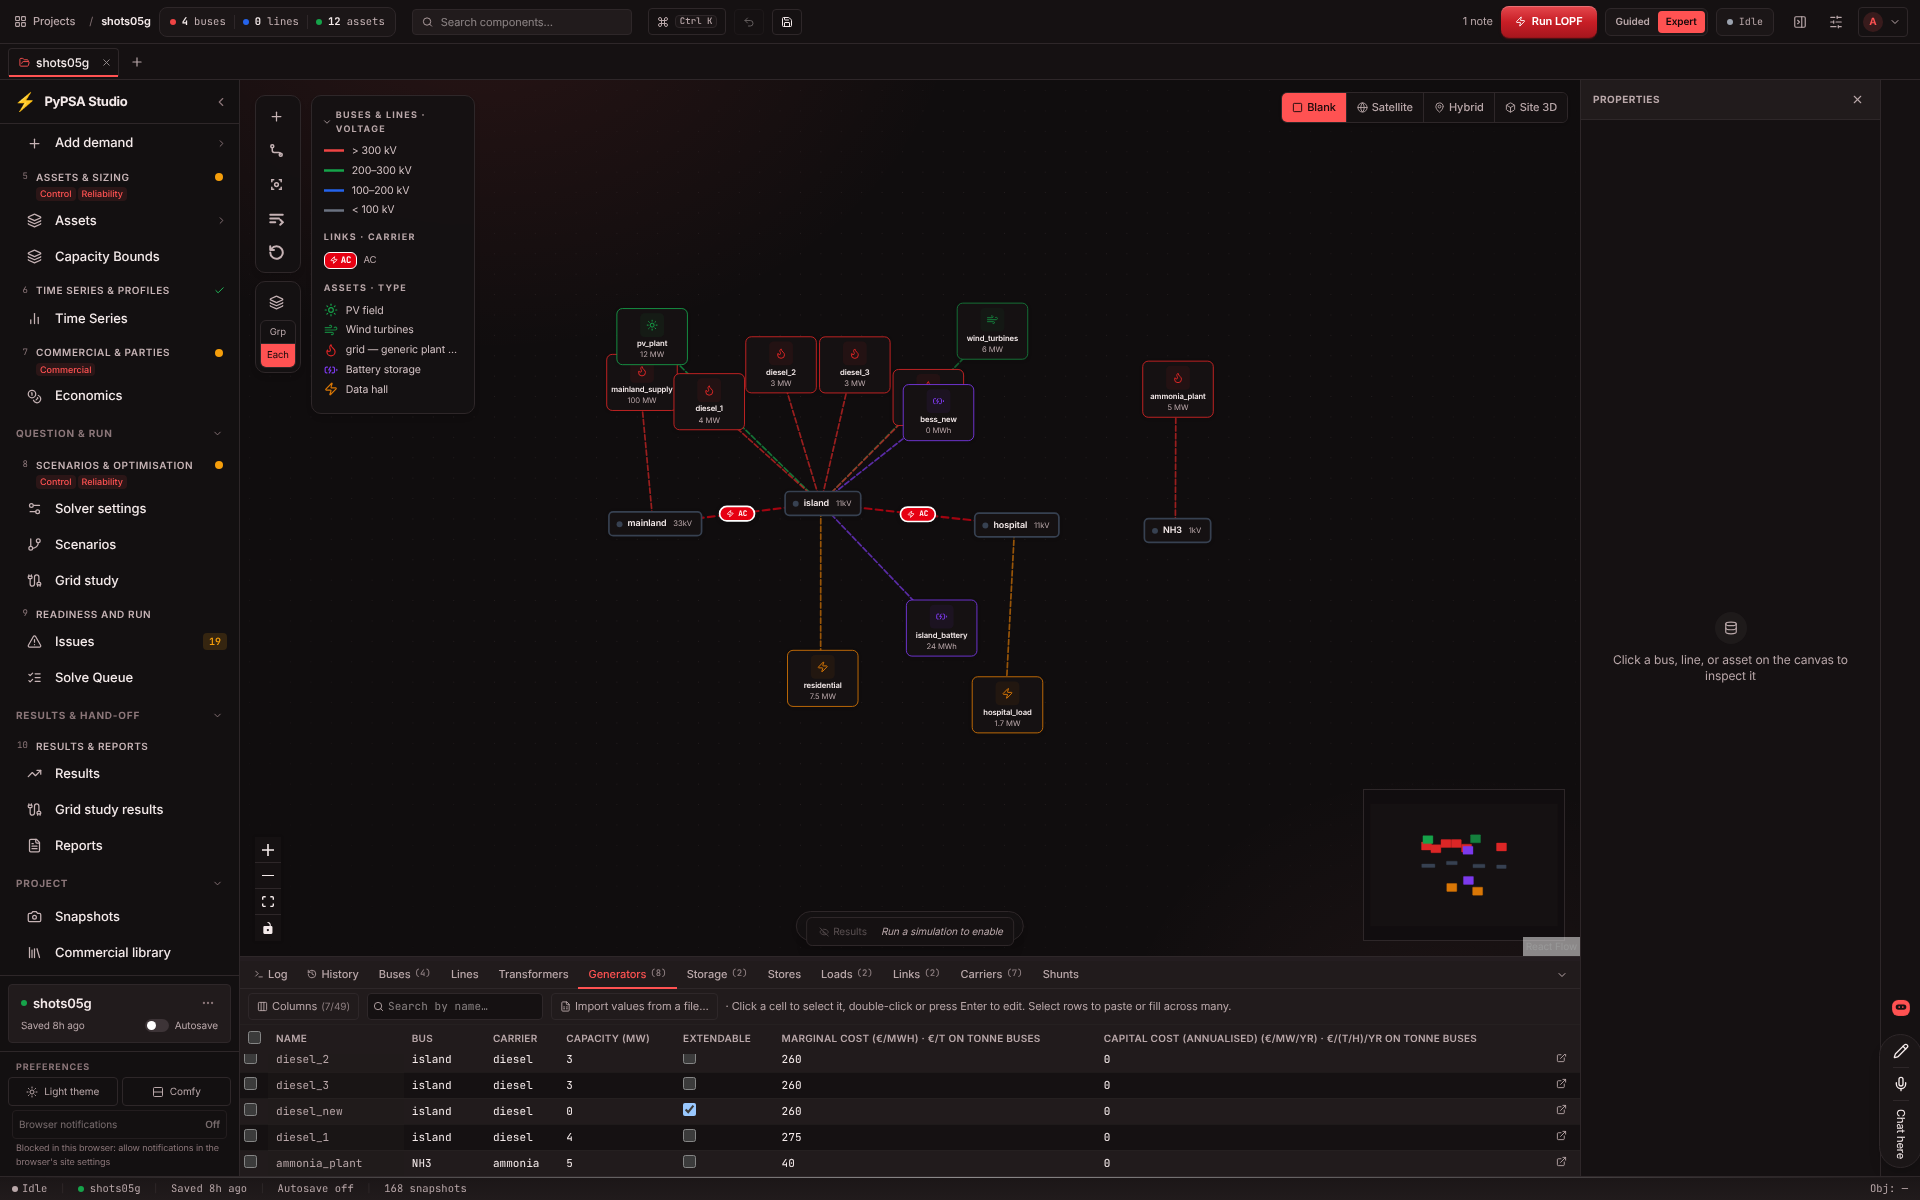 Projects / shots05g
4 buses 0 lines 12 assets
Search components...
Ctrl K
1 note
Run LOPF
Guided Expert
Idle
A
shots05g
PyPSA Studio
Add demand
5 ASSETS & SIZING
Control Reliability
Assets
Capacity Bounds
6 TIME SERIES & PROFILES
Time Series
7 COMMERCIAL & PARTIES
Commercial
Economics
QUESTION & RUN
8 SCENARIOS & OPTIMISATION
Control Reliability
Solver settings
Scenarios
Grid study
9 READINESS AND RUN
Issues 19
Solve Queue
RESULTS & HAND-OFF
10 RESULTS & REPORTS
Results
Grid study results
Reports
PROJECT
Snapshots
Commercial library
shots05g
Saved 8h ago Autosave
PREFERENCES
Light theme Comfy
Browser notifications Off
Blocked in this browser: allow notifications in the
browser's site settings
Grp
Each
BUSES & LINES ·
VOLTAGE
> 300 kV
200–300 kV
100–200 kV
< 100 kV
LINKS · CARRIER
AC AC
ASSETS · TYPE
PV field
Wind turbines
grid — generic plant ...
Battery storage
Data hall
Blank Satellite Hybrid Site 3D
pv_plant
12 MW
mainland_supply
100 MW
diesel_1
4 MW
diesel_2
3 MW
diesel_3
3 MW
wind_turbines
6 MW
bess_new
0 MWh
ammonia_plant
5 MW
mainland 33kV
AC
island 11kV
AC
hospital 11kV
NH3 1kV
island_battery
24 MWh
residential
7.5 MW
hospital_load
1.7 MW
Results Run a simulation to enable
React Flow
PROPERTIES
Click a bus, line, or asset on the canvas to
inspect it
Chat here
Log History Buses (4) Lines Transformers Generators (8) Storage (2) Stores Loads (2) Links (2) Carriers (7) Shunts
Columns (7/49) Search by name... Import values from a file... · Click a cell to select it, double-click or press Enter to edit. Select rows to paste or fill across many.
NAME BUS CARRIER CAPACITY (MW) EXTENDABLE MARGINAL COST (€/MWH) · €/T ON TONNE BUSES CAPITAL COST (ANNUALISED) (€/MW/YR) · €/(T/H)/YR ON TONNE BUSES
diesel_2 island diesel 3 260 0
diesel_3 island diesel 3 260 0
diesel_new island diesel 0 260 0
diesel_1 island diesel 4 275 0
ammonia_plant NH3 ammonia 5 40 0
Idle shots05g Saved 8h ago Autosave off 168 snapshots Obj: —